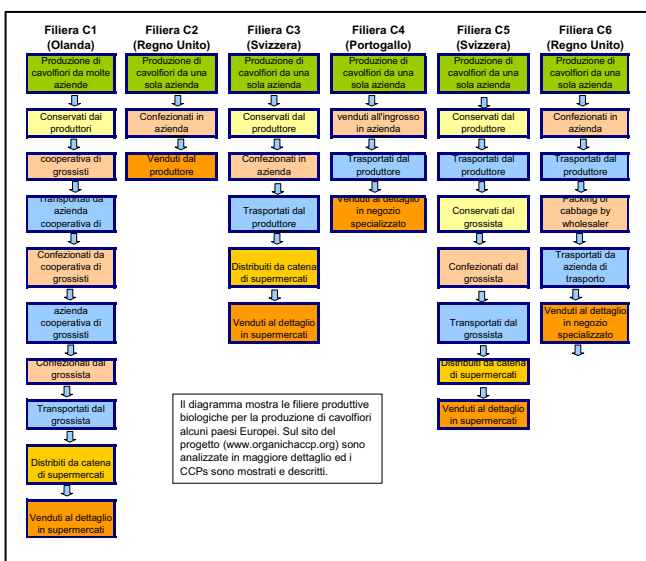 Filiera C1
(Olanda)
Produzione di
cavolfiori da molte
aziende
Conservati dai
produttori
cooperativa di
grossisti
Transportati da
azienda
cooperativa di
Confezionati da
cooperativa di
grossisti
azienda
cooperativa di
grossisti
Confezionati dal
grossista
Transportati dal
grossista
Distribiti da catena
di supermercati
Venduti al dettaglio
in supermercati
Filiera C2
(Regno Unito)
Produzione di
cavolfiori da una
sola azienda
Confezionati in
azienda
Venduti dal
produttore
Filiera C3
(Svizzera)
Produzione di
cavolfiori da una
sola azienda
Conservati dal
produttore
Confezionati in
azienda
Trasportati dal
produttore
Distribuiti da catena
di supermercati
Venduti al dettaglio
in supermercati
Filiera C4
(Portogallo)
Produzione di
cavolfiori da una
sola azienda
venduti all'ingrosso
in azienda
Trasportati dal
produttore
Venduti al dettaglio
in negozio
specializzato
Filiera C5
(Svizzera)
Produzione di
cavolfiori da una
sola azienda
Conservati dal
produttore
Trasportati dal
produttore
Conservati dal
grossista
Confezionati dal
grossista
Trasportati dal
grossista
Distribuiti da catena
di supermercati
Venduti al dettaglio
in supermercati
Filiera C6
(Regno Unito)
Produzione di
cavolfiori da una
sola azienda
Confezionati in
azienda
Trasportati dal
produttore
Packing of
cabbage by
wholesaler
Trasportati da
azienda di
trasporto
Venduti al dettaglio
in negozio
specializzato
Il diagramma mostra le filiere produttive
biologiche per la produzione di cavolfiori
alcuni paesi Europei. Sul sito del
progetto (www.organichaccp.org) sono
analizzate in maggiore dettaglio ed i
CCPs sono mostrati e descritti.